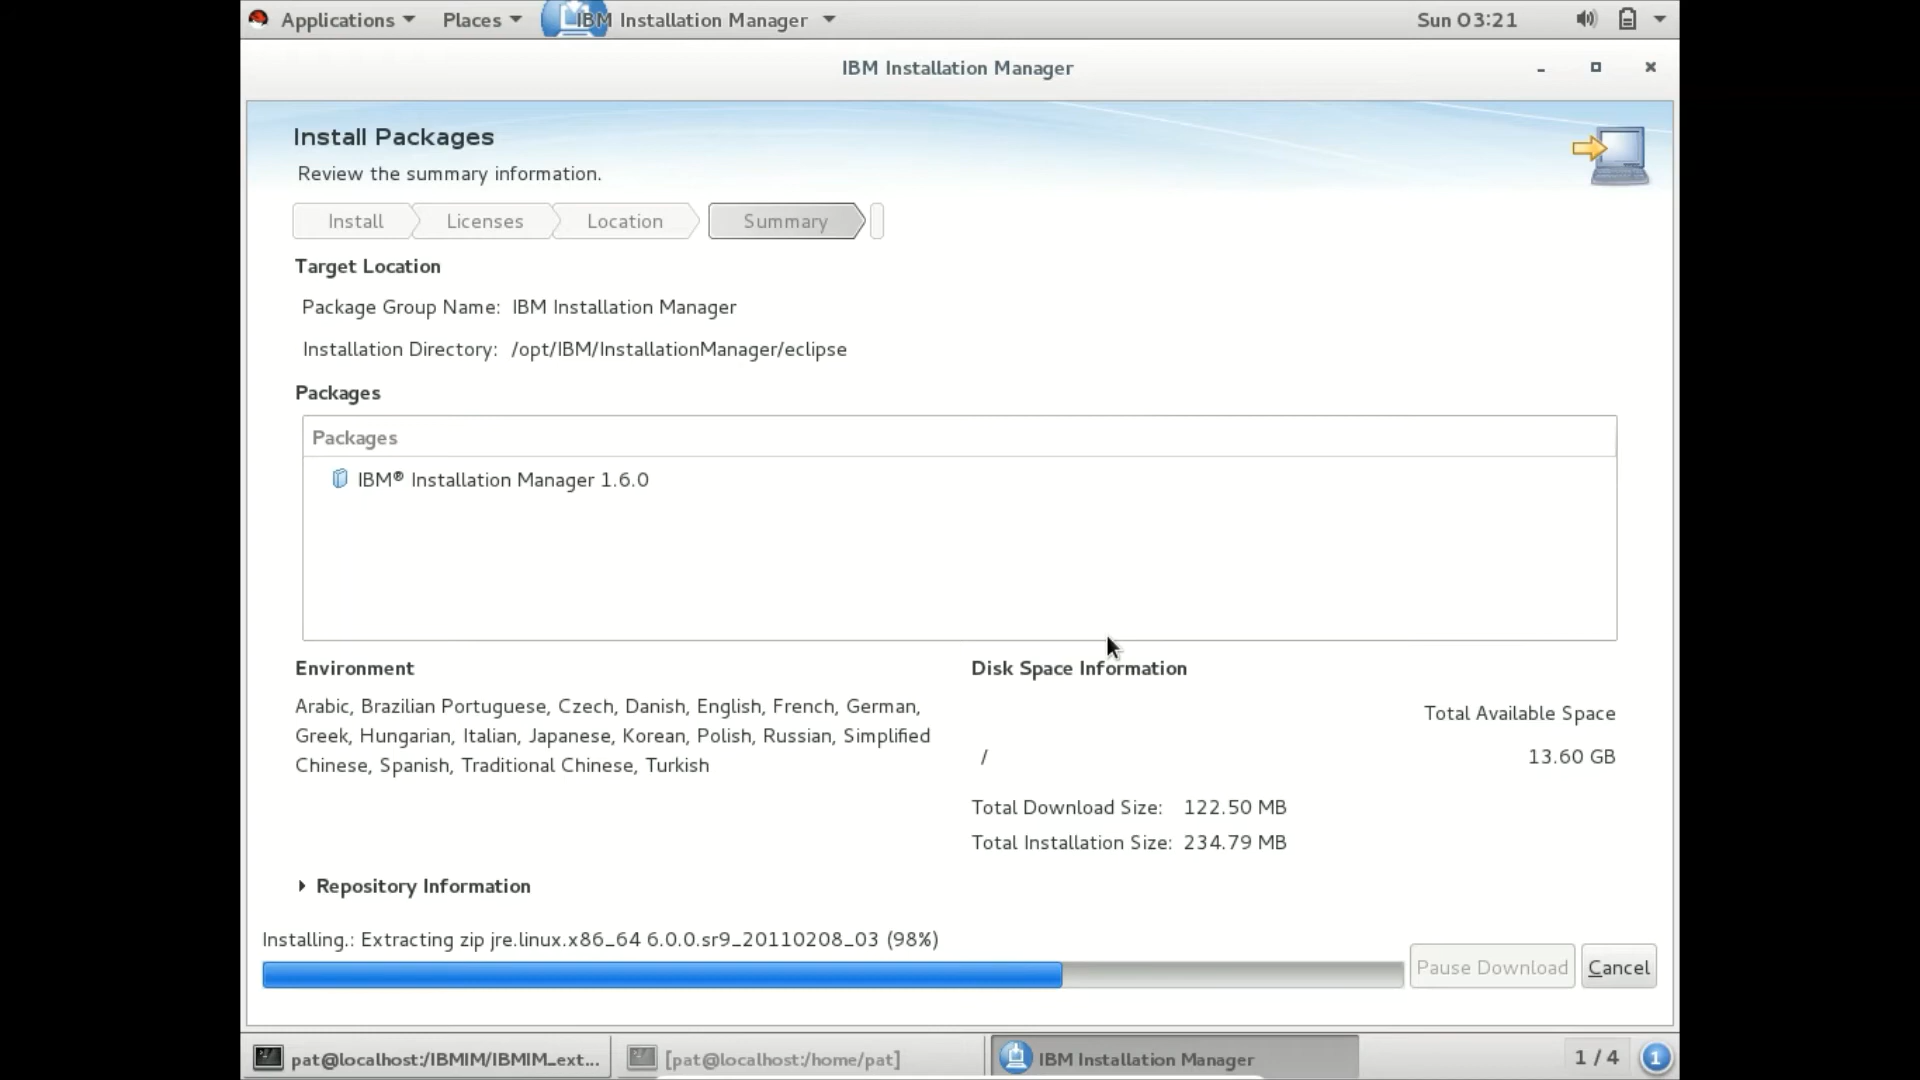 Applications Places IBM Installation Manager Sun 03:21
IBM Installation Manager
Install Packages
Review the summary information.
Install Licenses Location Summary
Target Location
Package Group Name: IBM Installation Manager
Installation Directory: /opt/IBM/InstallationManager/eclipse
Packages
Packages
IBM® Installation Manager 1.6.0
Environment
Arabic, Brazilian Portuguese, Czech, Danish, English, French, German,
Greek, Hungarian, Italian, Japanese, Korean, Polish, Russian, Simplified
Chinese, Spanish, Traditional Chinese, Turkish
Disk Space Information
Total Available Space
/ 13.60 GB
Total Download Size: 122.50 MB
Total Installation Size: 234.79 MB
Repository Information
Installing.: Extracting zip jre.linux.x86_64 6.0.0.sr9_20110208_03 (98%)
Pause Download Cancel
pat@localhost:/IBMIM/IBMIM_ext... [pat@localhost:/home/pat] IBM Installation Manager 1 / 4 1